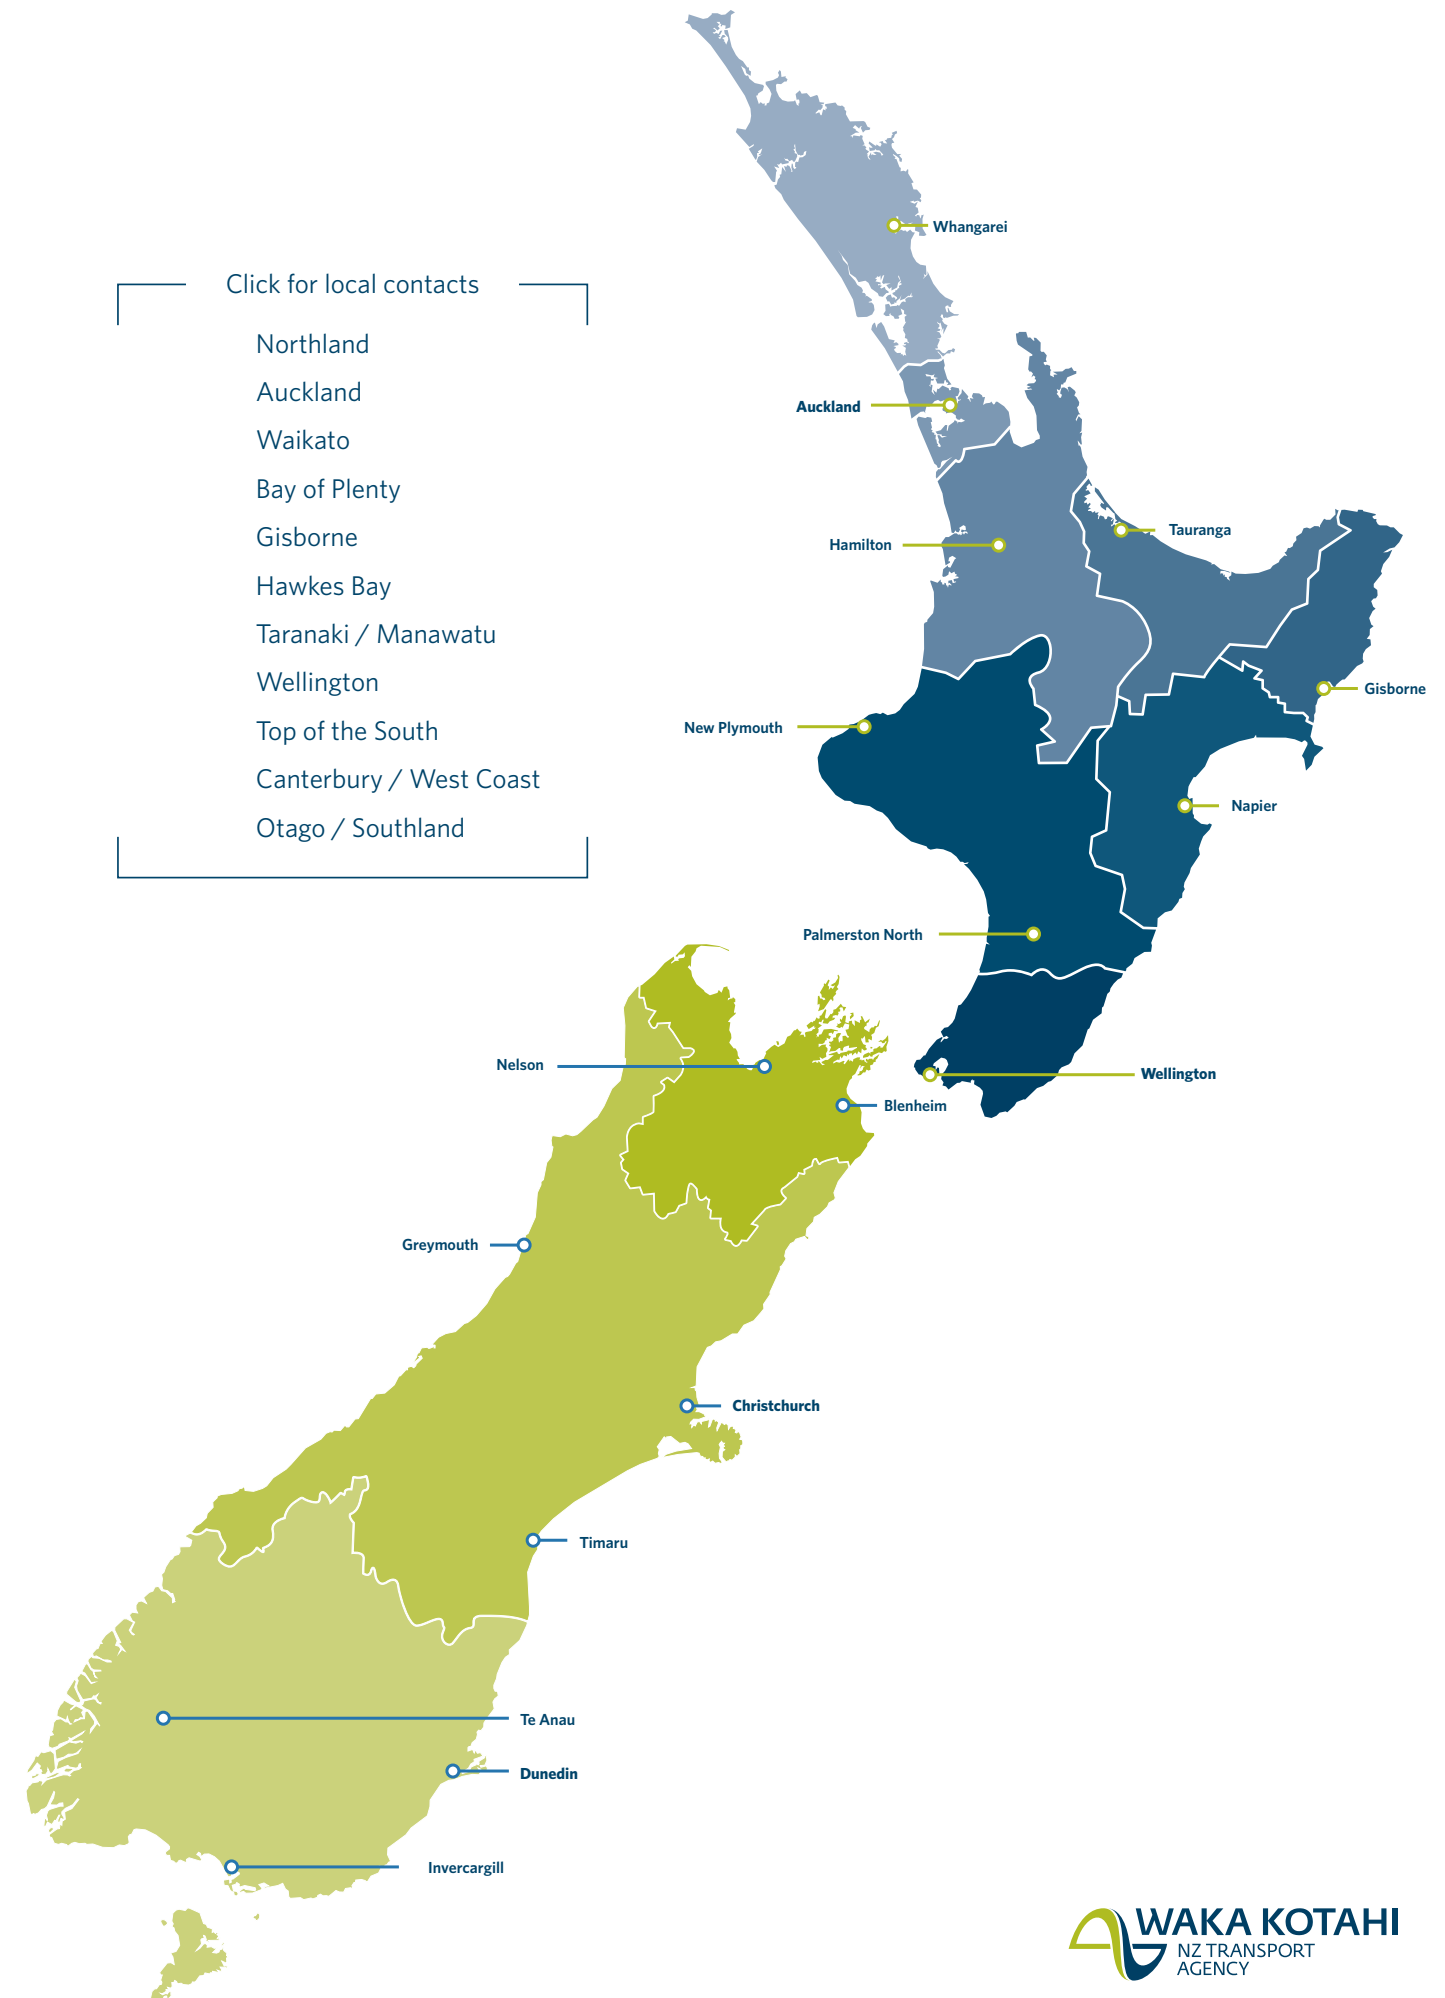 Whangarei
Click for local contacts
Northland
Auckland
Waikato
Bay of Plenty
Gisborne
Hawkes Bay
Taranaki / Manawatu
Wellington
Top of the South
Canterbury / West Coast
Otago / Southland
Auckland
Tauranga
Hamilton
Gisborne
New Plymouth
Napier
Palmerston North
Nelson
Wellington
Blenheim
Greymouth
Christchurch
Timaru
Te Anau
Dunedin
Invercargill
WAKA KOTAHI
NZ TRANSPORT
AGENCY